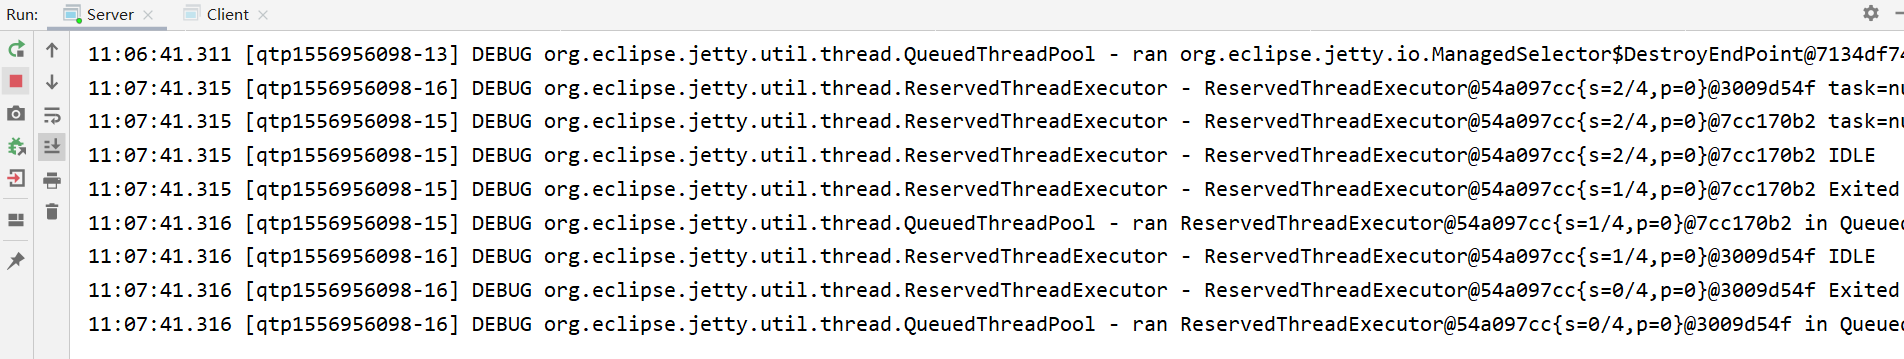 Run: Server Client
11:06:41.311 [qtp1556956098-13] DEBUG org.eclipse.jetty.util.thread.QueuedThreadPool - ran org.eclipse.jetty.io.ManagedSelector$DestroyEndPoint@7134df74
11:07:41.315 [qtp1556956098-16] DEBUG org.eclipse.jetty.util.thread.ReservedThreadExecutor - ReservedThreadExecutor@54a097cc{s=2/4,p=0}@3009d54f task=nu
11:07:41.315 [qtp1556956098-15] DEBUG org.eclipse.jetty.util.thread.ReservedThreadExecutor - ReservedThreadExecutor@54a097cc{s=2/4,p=0}@7cc170b2 task=nu
11:07:41.315 [qtp1556956098-15] DEBUG org.eclipse.jetty.util.thread.ReservedThreadExecutor - ReservedThreadExecutor@54a097cc{s=2/4,p=0}@7cc170b2 IDLE
11:07:41.315 [qtp1556956098-15] DEBUG org.eclipse.jetty.util.thread.ReservedThreadExecutor - ReservedThreadExecutor@54a097cc{s=1/4,p=0}@7cc170b2 Exited
11:07:41.316 [qtp1556956098-15] DEBUG org.eclipse.jetty.util.thread.QueuedThreadPool - ran ReservedThreadExecutor@54a097cc{s=1/4,p=0}@7cc170b2 in Queued
11:07:41.316 [qtp1556956098-16] DEBUG org.eclipse.jetty.util.thread.ReservedThreadExecutor - ReservedThreadExecutor@54a097cc{s=1/4,p=0}@3009d54f IDLE
11:07:41.316 [qtp1556956098-16] DEBUG org.eclipse.jetty.util.thread.ReservedThreadExecutor - ReservedThreadExecutor@54a097cc{s=0/4,p=0}@3009d54f Exited
11:07:41.316 [qtp1556956098-16] DEBUG org.eclipse.jetty.util.thread.QueuedThreadPool - ran ReservedThreadExecutor@54a097cc{s=0/4,p=0}@3009d54f in Queued